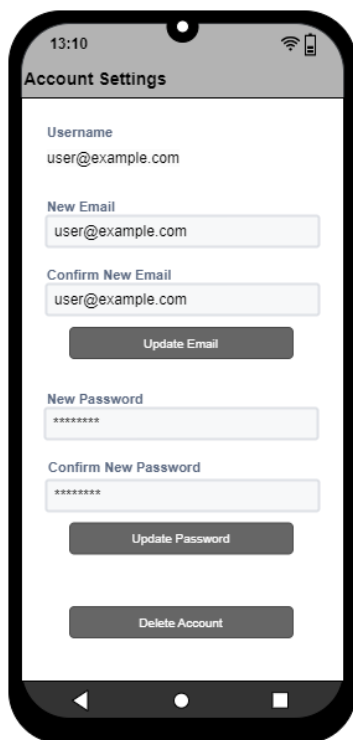 13:10
Account Settings
Username
user@example.com
New Email
user@example.com
Confirm New Email
user@example.com
Update Email
New Password
********
Confirm New Password
********
Update Password
Delete Account